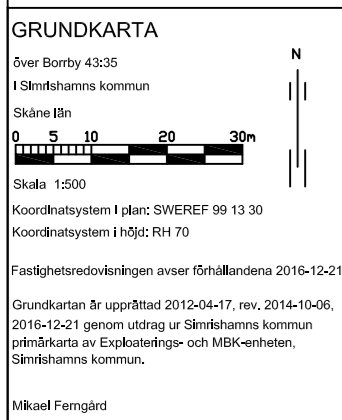 GRUNDKARTA
över Borrby 43:35
N
i Simrishamns kommun
Skåne län
0 5 10 20 30m
Skala 1:500
Koordinatsystem i plan: SWEREF 99 13 30
Koordinatsystem i höjd: RH 70
Fastighetsredovisningen avser förhållandena 2016-12-21
Grundkartan är upprättad 2012-04-17, rev. 2014-10-06,
2016-12-21 genom utdrag ur Simrishamns kommun
primärkarta av Exploaterings- och MBK-enheten,
Simrishamns kommun.
Mikael Ferngård